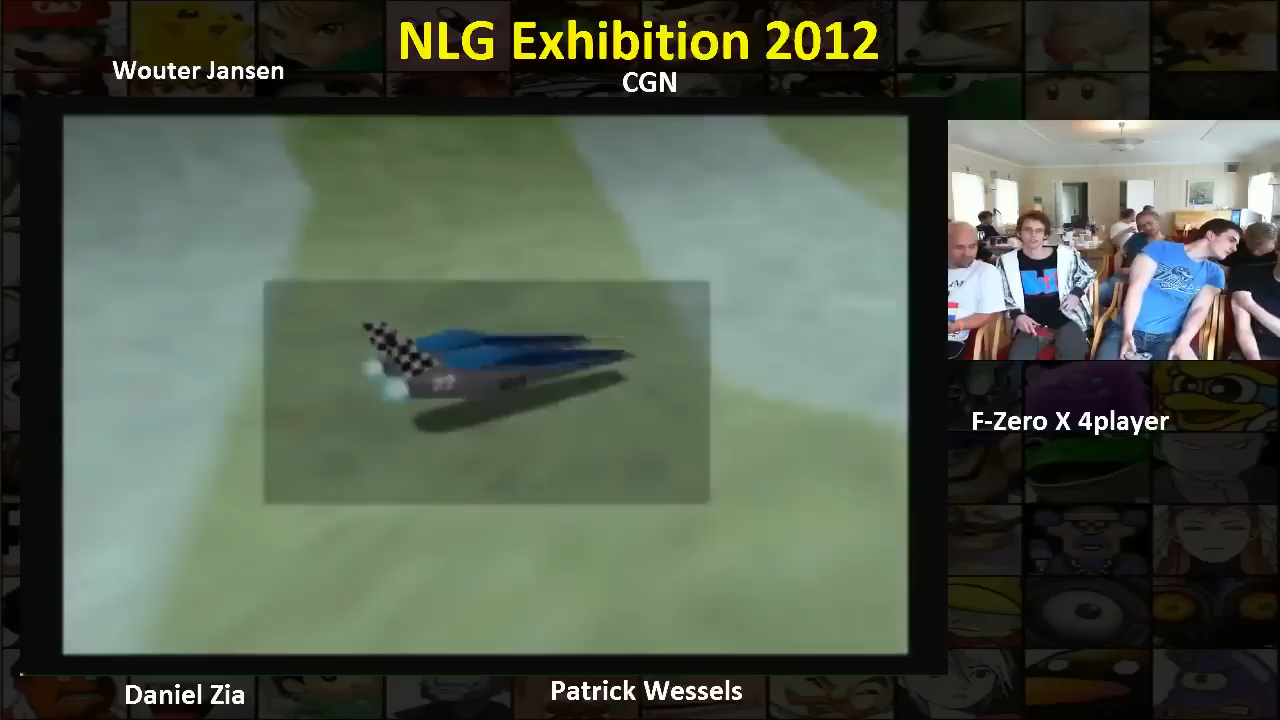 NLG Exhibition 2012
Wouter Jansen
CGN
F-Zero X 4player
Daniel Zia
Patrick Wessels